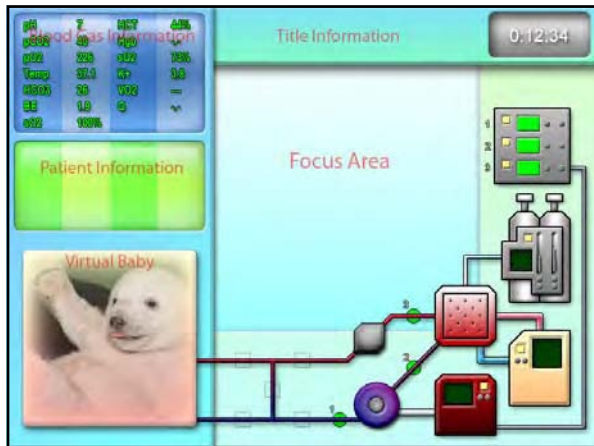 Blood Gas Information
pH 7 HCT 44%
pCO2 40 Hgb -.-
pO2 226 sO2 73%
Temp 37.1 K+ 3.8
HCO3 26 VO2 ---
BE 1.9 Q -.-
sO2 100%
Title Information
0:12:34
Patient Information
Focus Area
Virtual Baby
1
2
3
3
2
1